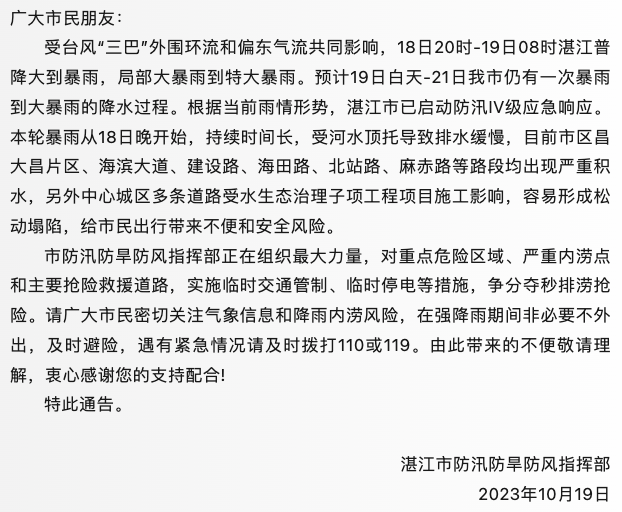 广大市民朋友：
受台风“三巴”外围环流和偏东气流共同影响，18日20时-19日08时湛江普
降大到暴雨，局部大暴雨到特大暴雨。预计19日白天-21日我市仍有一次暴雨
到大暴雨的降水过程。根据当前雨情形势，湛江市已启动防汛IV级应急响应。
本轮暴雨从18日晚开始，持续时间长，受河水顶托导致排水缓慢，目前市区昌
大昌片区、海滨大道、建设路、海田路、北站路、麻赤路等路段均出现严重积
水，另外中心城区多条道路受水生态治理子项工程项目施工影响，容易形成松
动塌陷，给市民出行带来不便和安全风险。
市防汛防旱防风指挥部正在组织最大力量，对重点危险区域、严重内涝点
和主要抢险救援道路，实施临时交通管制、临时停电等措施，争分夺秒排涝抢
险。请广大市民密切关注气象信息和降雨内涝风险，在强降雨期间非必要不外
出，及时避险，遇有紧急情况请及时拨打110或119。由此带来的不便敬请理
解，衷心感谢您的支持配合!
特此通告。
湛江市防汛防旱防风指挥部
2023年10月19日